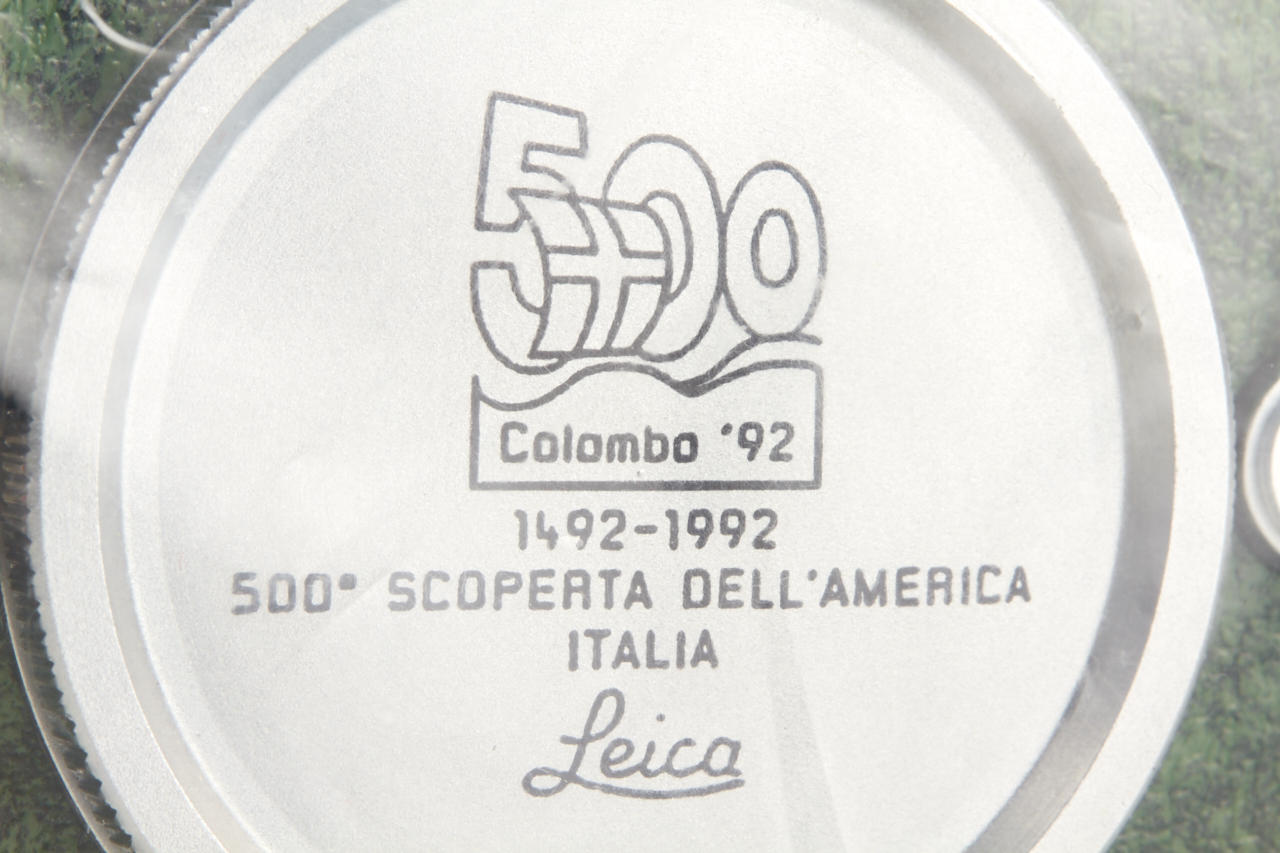 500
Colombo '92
1492-1992
500° SCOPERTA DELL'AMERICA
ITALIA
Leica